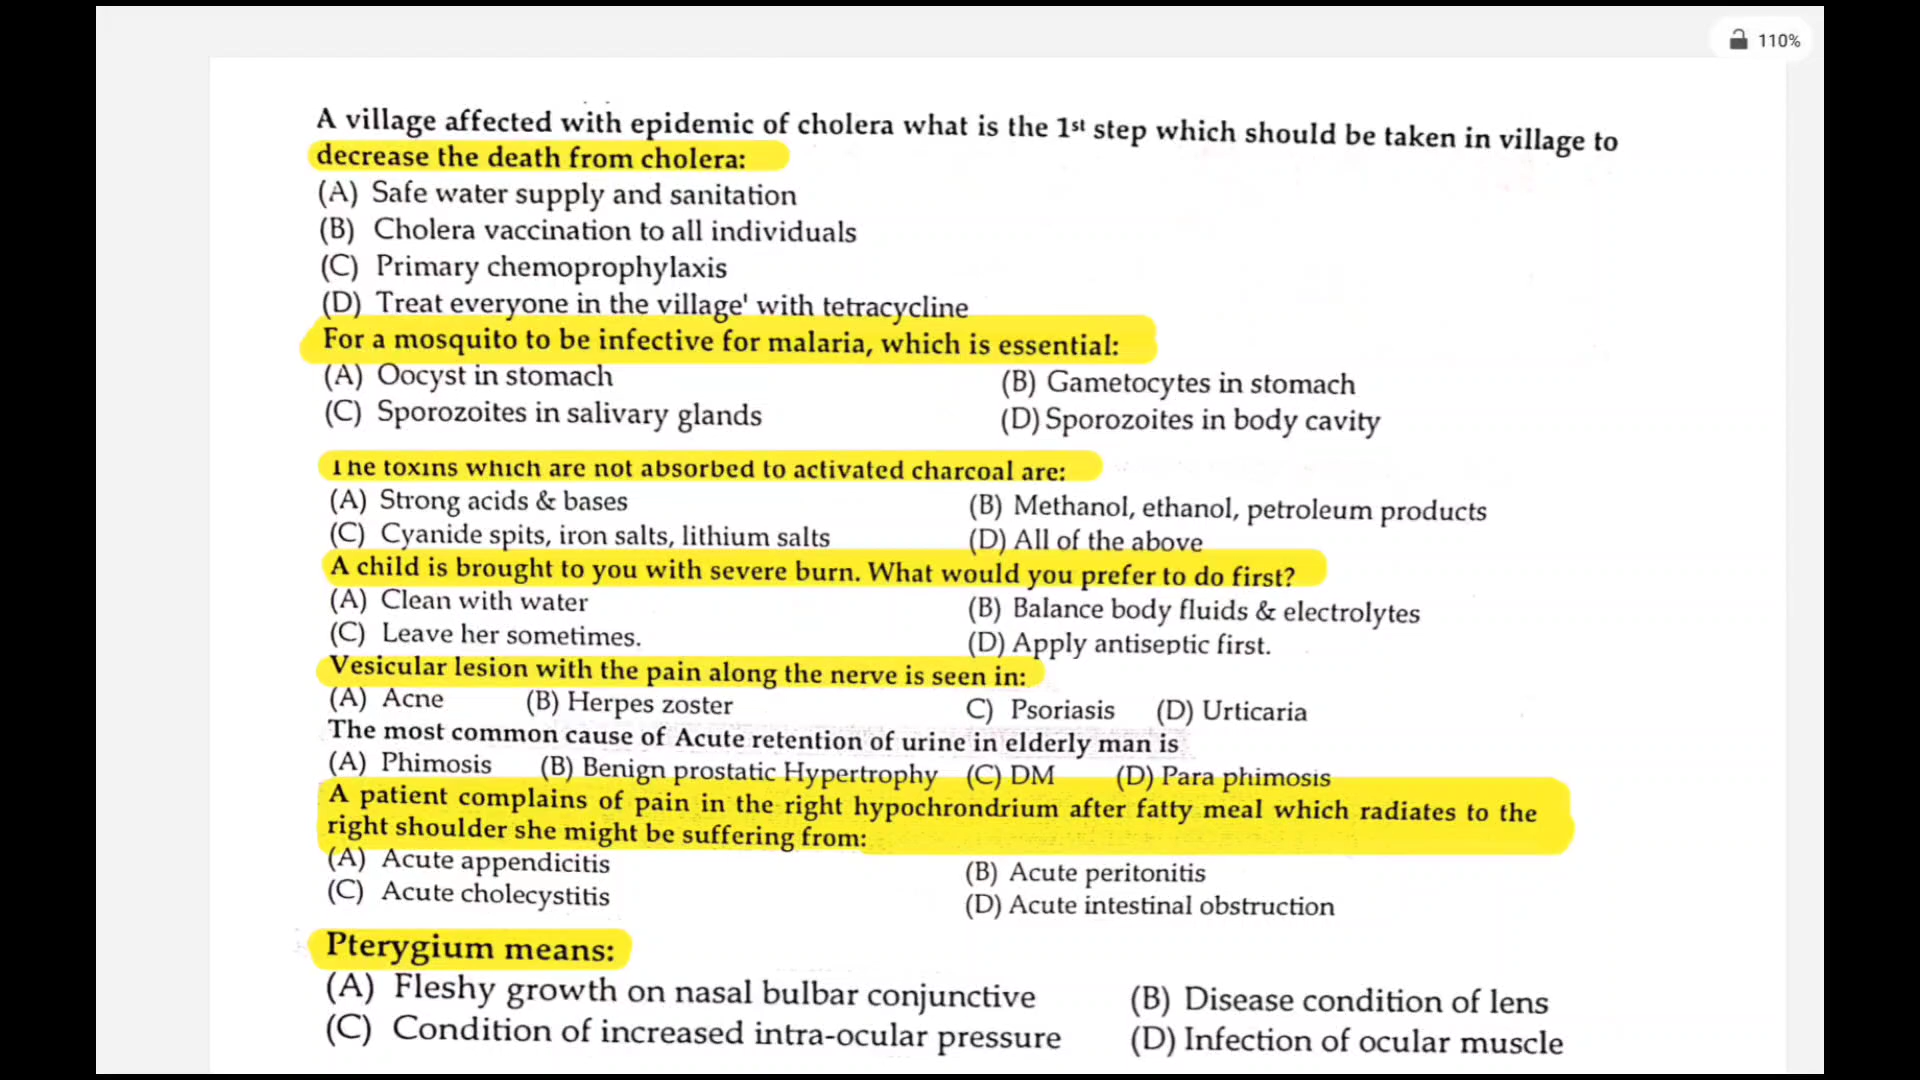 110%
A village affected with epidemic of cholera what is the 1st step which should be taken in village to
decrease the death from cholera:
(A) Safe water supply and sanitation
(B) Cholera vaccination to all individuals
(C) Primary chemoprophylaxis
(D) Treat everyone in the village' with tetracycline
For a mosquito to be infective for malaria, which is essential:
(A) Oocyst in stomach (B) Gametocytes in stomach
(C) Sporozoites in salivary glands (D) Sporozoites in body cavity
The toxins which are not absorbed to activated charcoal are:
(A) Strong acids & bases (B) Methanol, ethanol, petroleum products
(C) Cyanide spits, iron salts, lithium salts (D) All of the above
A child is brought to you with severe burn. What would you prefer to do first?
(A) Clean with water (B) Balance body fluids & electrolytes
(C) Leave her sometimes. (D) Apply antiseptic first.
Vesicular lesion with the pain along the nerve is seen in:
(A) Acne (B) Herpes zoster C) Psoriasis (D) Urticaria
The most common cause of Acute retention of urine in elderly man is
(A) Phimosis (B) Benign prostatic Hypertrophy (C) DM (D) Para phimosis
A patient complains of pain in the right hypochrondrium after fatty meal which radiates to the
right shoulder she might be suffering from:
(A) Acute appendicitis (B) Acute peritonitis
(C) Acute cholecystitis (D) Acute intestinal obstruction
Pterygium means:
(A) Fleshy growth on nasal bulbar conjunctive (B) Disease condition of lens
(C) Condition of increased intra-ocular pressure (D) Infection of ocular muscle